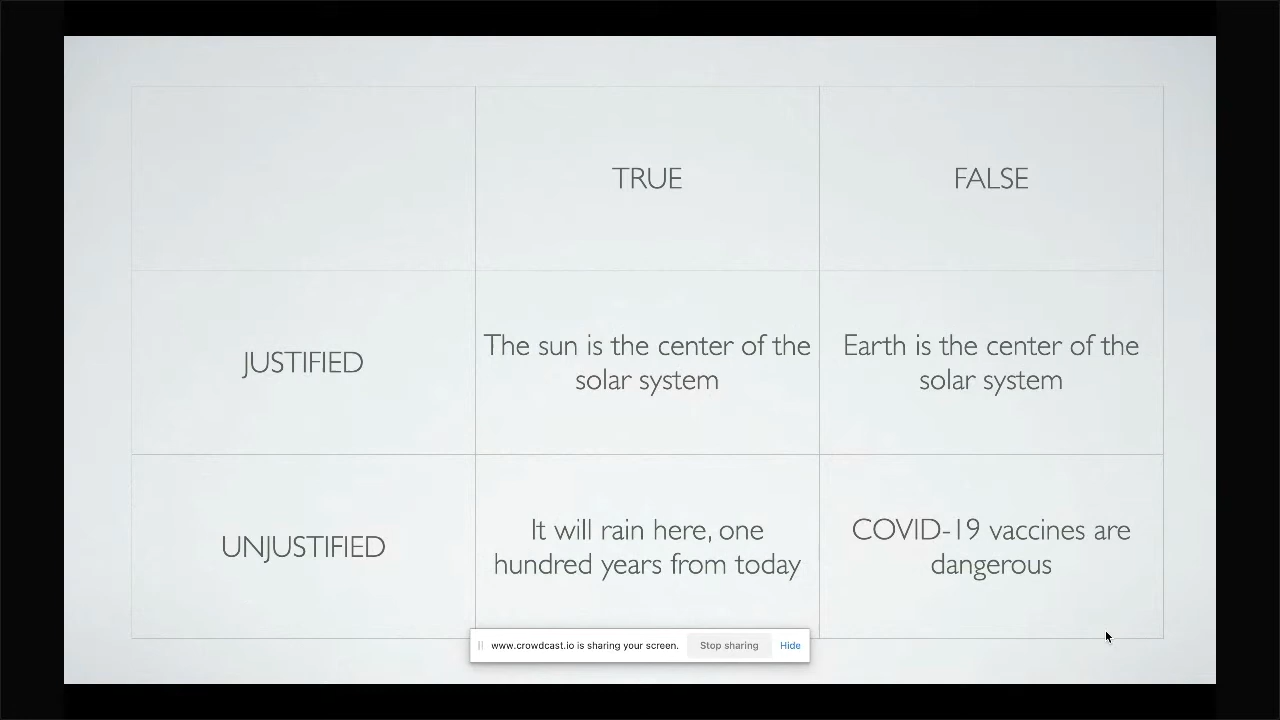 TRUE
FALSE
JUSTIFIED
The sun is the center of the
solar system
Earth is the center of the
solar system
UNJUSTIFIED
It will rain here, one
hundred years from today
COVID-19 vaccines are
dangerous
www.crowdcast.io is sharing your screen.
Stop sharing
Hide